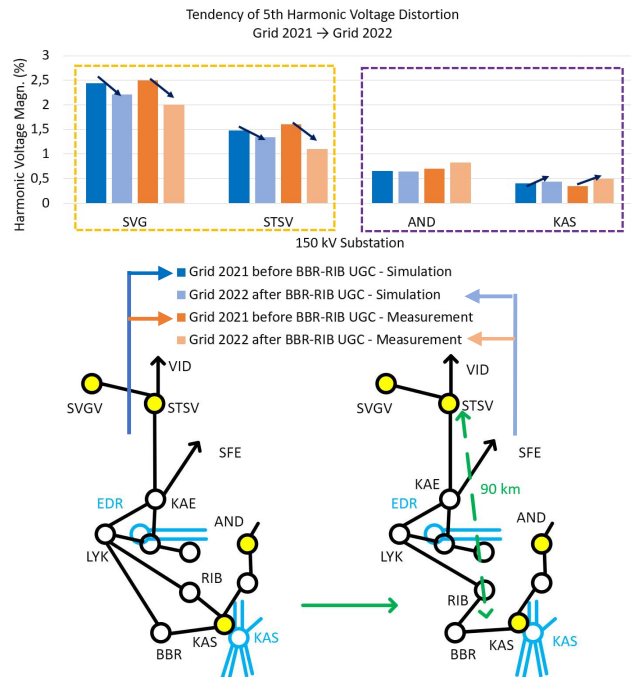 Tendency of 5th Harmonic Voltage Distortion
Grid 2021 → Grid 2022
Harmonic Voltage Magn. (%)
3
2,5
2
1,5
1
0,5
0
SVG
STSV
AND
KAS
150 kV Substation
Grid 2021 before BBR-RIB UGC - Simulation
Grid 2022 after BBR-RIB UGC - Simulation
Grid 2021 before BBR-RIB UGC - Measurement
Grid 2022 after BBR-RIB UGC - Measurement
VID
SVGV
STSV
SFE
EDR
KAE
AND
LYK
RIB
KAS
KAS
BBR
VID
SVGV
STSV
SFE
KAE
90 km
EDR
AND
LYK
RIB
KAS
KAS
BBR